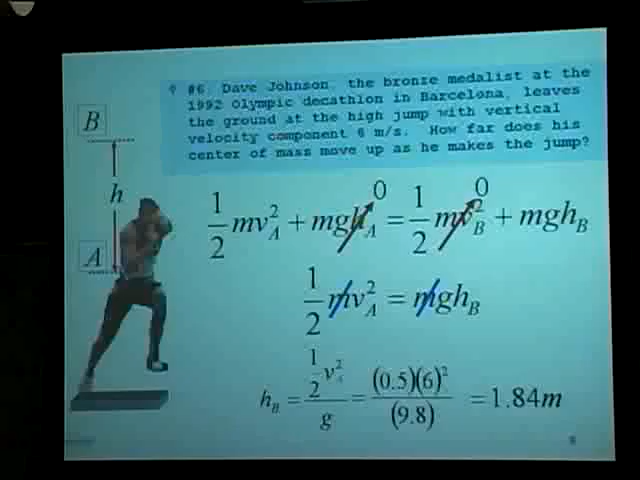 #6. Dave Johnson, the bronze medalist at the
1992 Olympic decathlon in Barcelona, leaves
the ground at the high jump with vertical
velocity component 6 m/s. How far does his
center of mass move up as he makes the jump?
B
h
A
0 0
1/2 mv_A^2 + mgh_A = 1/2 mv_B^2 + mgh_B
1/2 mv_A^2 = mgh_B
h_B = (1/2 v_A^2)/g = (0.5)(6)^2/(9.8) = 1.84m